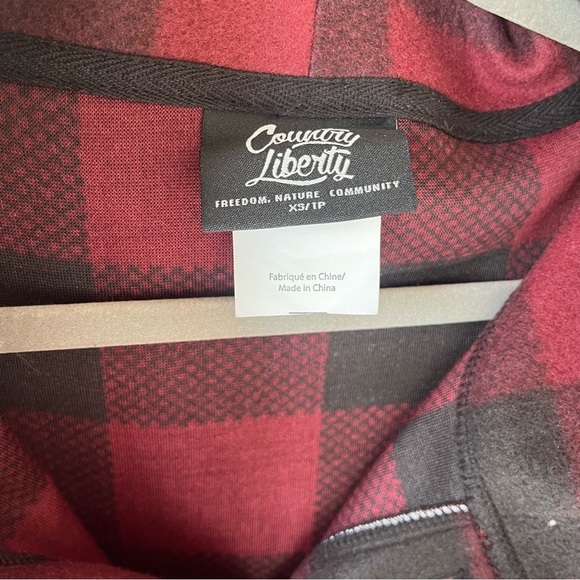 Country
Liberty
FREEDOM. NATURE COMMUNITY
XS/TP
Fabriqué en Chine/
Made in China